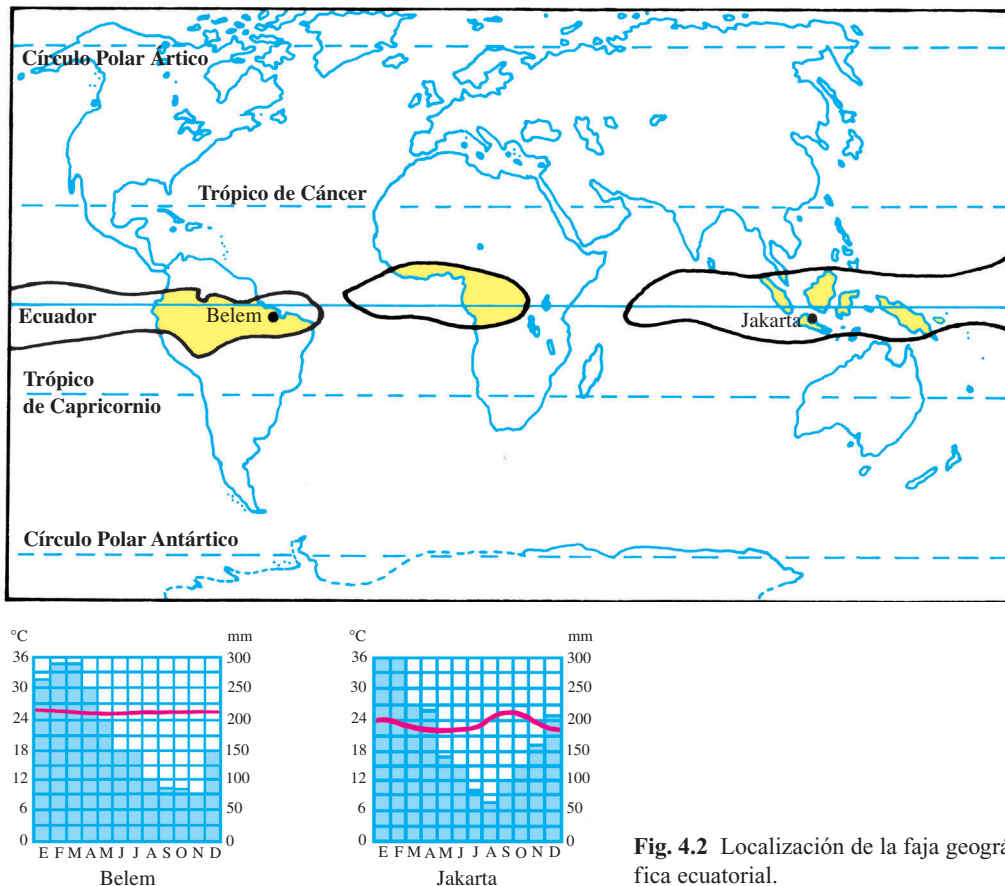 Círculo Polar Ártico
Trópico de Cáncer
Ecuador
Belem
Jakarta
Trópico
de Capricornio
Círculo Polar Antártico
°C mm
36 300
30 250
24 200
18 150
12 100
6 50
0 0
E F M A M J J A S O N D
Belem
°C mm
36 300
30 250
24 200
18 150
12 100
6 50
0 0
E F M A M J J A S O N D
Jakarta
Fig. 4.2 Localización de la faja geográ-
fica ecuatorial.